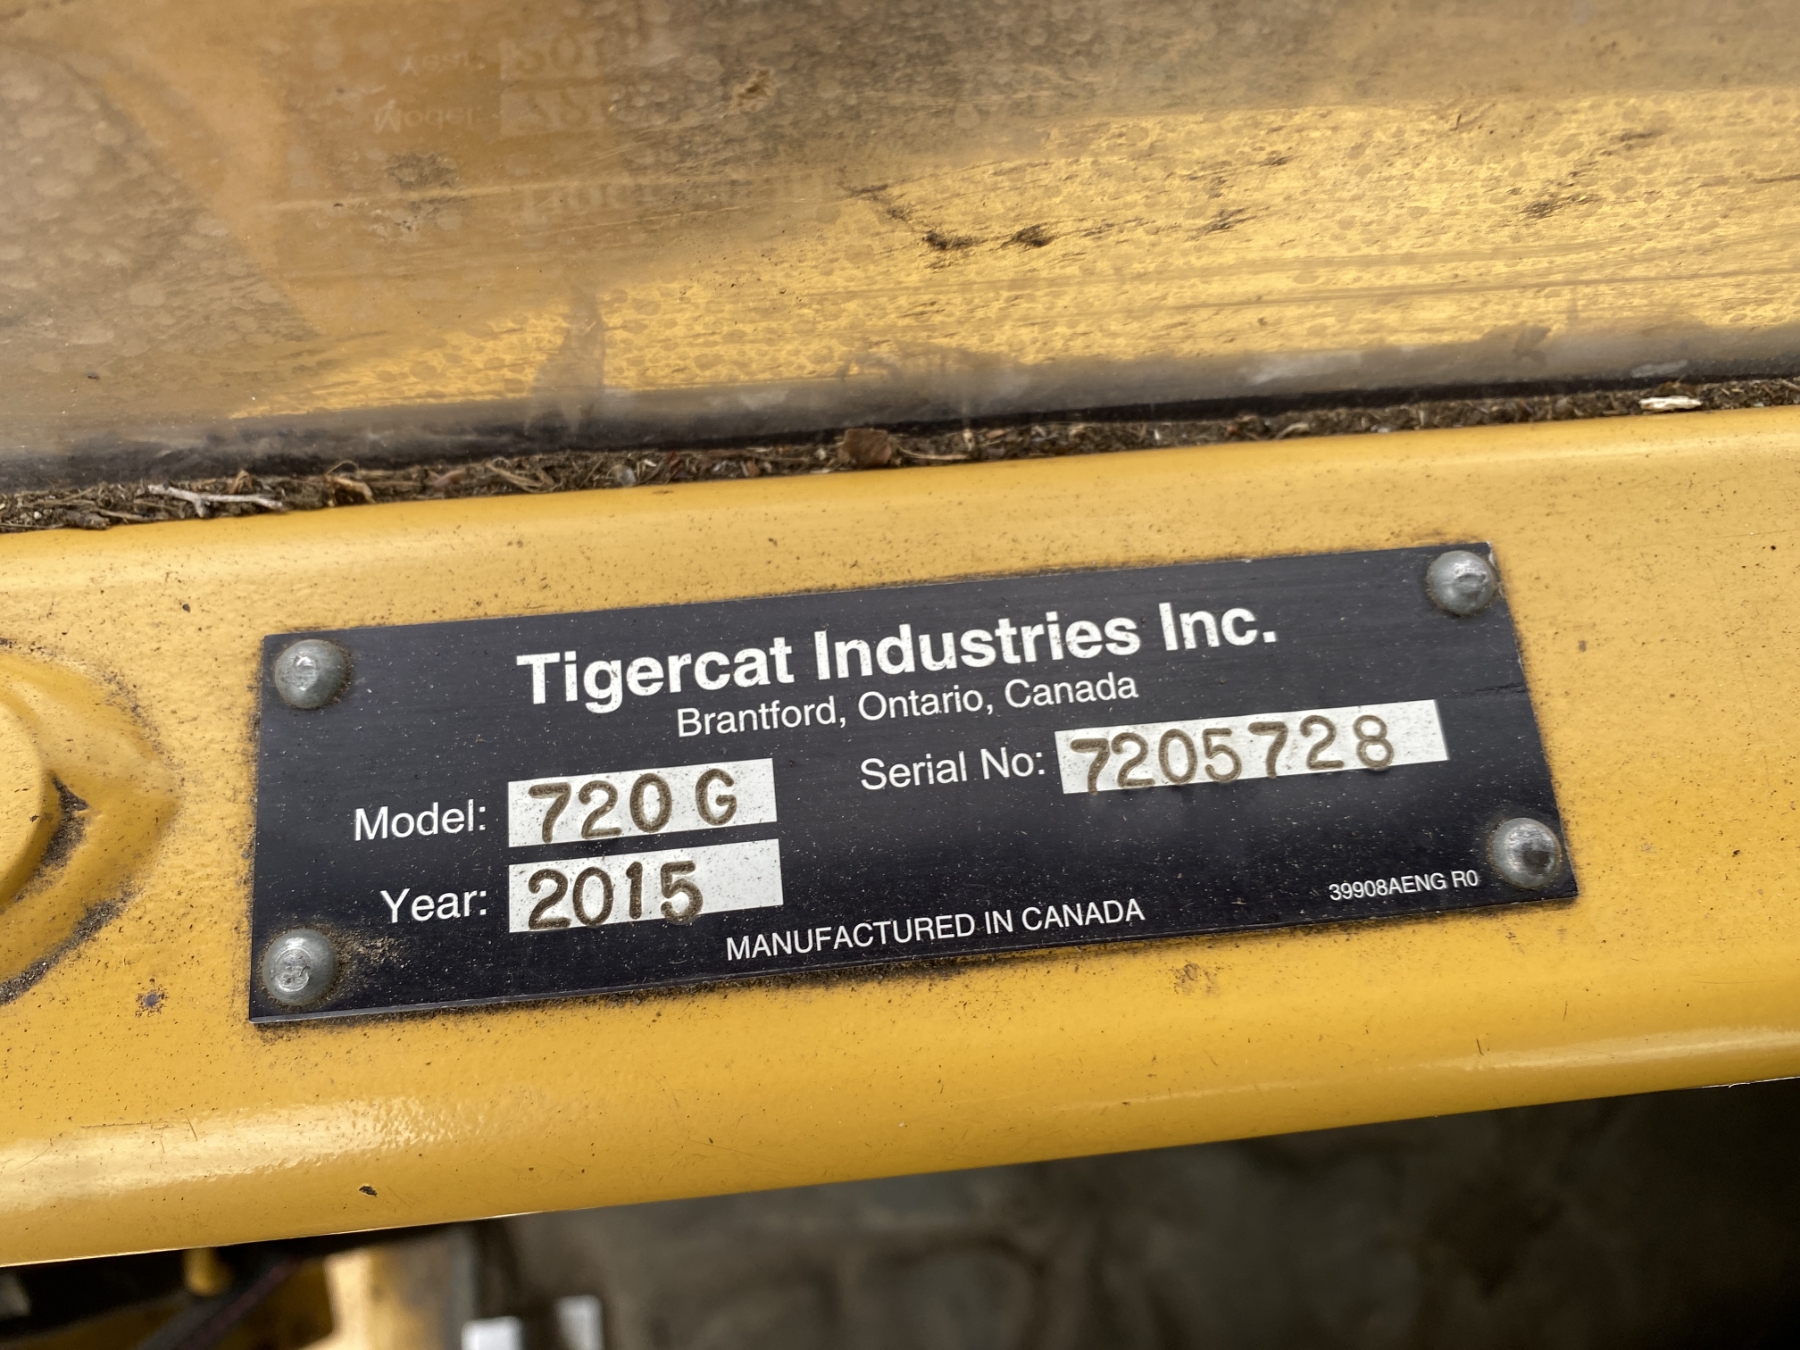 Tigercat Industries Inc.
Brantford, Ontario, Canada
Model: 720 G Serial No: 7205728
Year: 2015
MANUFACTURED IN CANADA 39908AENG R0